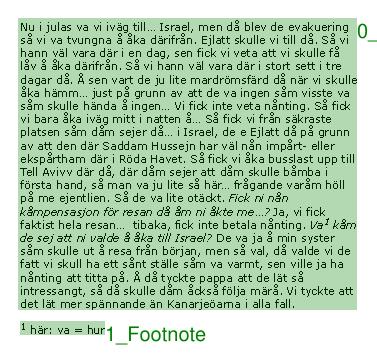 Nu i julas va vi iväg till... Israel, men då blev de evakuering
så vi va tvungna å åka därifrån. Ejlatt skulle vi till då. Så vi
hann väl vara där i en dag, sen fick vi veta att vi skulle få
låv å åka därifrån. Så vi hann väl vara där i stort sett i tre
dagar då. Å sen vart de ju lite mardrömsfärd då när vi skulle
åka hämm... just på grunn av att de va ingen såm visste va
såm skulle hända å ingen... Vi fick inte veta nånting. Så fick
vi bara åka iväg mitt i natten å... Så fick vi från säkraste
platsen såm dåm sejer då... i Israel, de e Ejlatt då på grunn
av att den där Saddam Hussejn har väl nån impårt- eller
ekspårtham där i Röda Havet. Så fick vi åka busslast upp till
Tell Avivv där då, där dåm sejer att dåm skulle båmba i
första hand, så man va ju lite så här... frågande varåm höll
på me ejentlien. Så de va lite otäckt. Fick ni nån
kåmpensasjón för resan då åm ni åkte me...? Ja, vi fick
faktist hela resan... tibaka, fick inte betala nånting. Va¹ kåm
de sej att ni valde å åka till Israel? De va ja å min syster
såm skulle ut å resa från början, men så val, då valde vi de
fatt vi skull ha ett sånt ställe såm va varmt, sen ville ja ha
nånting att titta på. Å då tyckte pappa att de lät så
intressangt, så då skulle dåm åckså följa märå. Vi tyckte att
det lät mer spännande än Kanarjeöarna i alla fall.
¹ här: va = hur
0_
1_Footnote